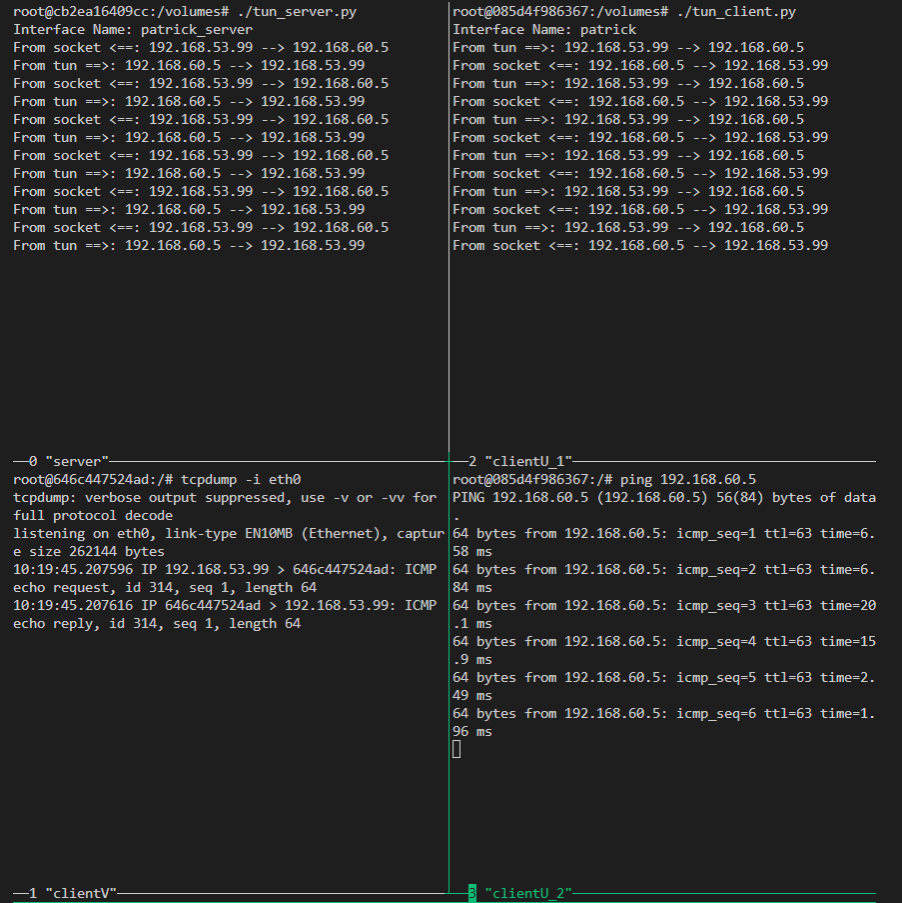 root@cb2ea16409cc:/volumes# ./tun_server.py
Interface Name: patrick_server
From socket <==: 192.168.53.99 --> 192.168.60.5
From tun ==>: 192.168.60.5 --> 192.168.53.99
From socket <==: 192.168.53.99 --> 192.168.60.5
From tun ==>: 192.168.60.5 --> 192.168.53.99
From socket <==: 192.168.53.99 --> 192.168.60.5
From tun ==>: 192.168.60.5 --> 192.168.53.99
From socket <==: 192.168.53.99 --> 192.168.60.5
From tun ==>: 192.168.60.5 --> 192.168.53.99
From socket <==: 192.168.53.99 --> 192.168.60.5
From tun ==>: 192.168.60.5 --> 192.168.53.99
From socket <==: 192.168.53.99 --> 192.168.60.5
From tun ==>: 192.168.60.5 --> 192.168.53.99
0 "server"
root@085d4f986367:/volumes# ./tun_client.py
Interface Name: patrick
From tun ==>: 192.168.53.99 --> 192.168.60.5
From socket <==: 192.168.60.5 --> 192.168.53.99
From tun ==>: 192.168.53.99 --> 192.168.60.5
From socket <==: 192.168.60.5 --> 192.168.53.99
From tun ==>: 192.168.53.99 --> 192.168.60.5
From socket <==: 192.168.60.5 --> 192.168.53.99
From tun ==>: 192.168.53.99 --> 192.168.60.5
From socket <==: 192.168.60.5 --> 192.168.53.99
From tun ==>: 192.168.53.99 --> 192.168.60.5
From socket <==: 192.168.60.5 --> 192.168.53.99
From tun ==>: 192.168.53.99 --> 192.168.60.5
From socket <==: 192.168.60.5 --> 192.168.53.99
2 "clientU_1"
root@646c447524ad:/# tcpdump -i eth0
tcpdump: verbose output suppressed, use -v or -vv for
full protocol decode
listening on eth0, link-type EN10MB (Ethernet), captur
e size 262144 bytes
10:19:45.207596 IP 192.168.53.99 > 646c447524ad: ICMP
echo request, id 314, seq 1, length 64
10:19:45.207616 IP 646c447524ad > 192.168.53.99: ICMP
echo reply, id 314, seq 1, length 64
1 "clientV"
root@085d4f986367:/# ping 192.168.60.5
PING 192.168.60.5 (192.168.60.5) 56(84) bytes of data
.
64 bytes from 192.168.60.5: icmp_seq=1 ttl=63 time=6.
58 ms
64 bytes from 192.168.60.5: icmp_seq=2 ttl=63 time=6.
84 ms
64 bytes from 192.168.60.5: icmp_seq=3 ttl=63 time=20
.1 ms
64 bytes from 192.168.60.5: icmp_seq=4 ttl=63 time=15
.9 ms
64 bytes from 192.168.60.5: icmp_seq=5 ttl=63 time=2.
49 ms
64 bytes from 192.168.60.5: icmp_seq=6 ttl=63 time=1.
96 ms
3 "clientU_2"